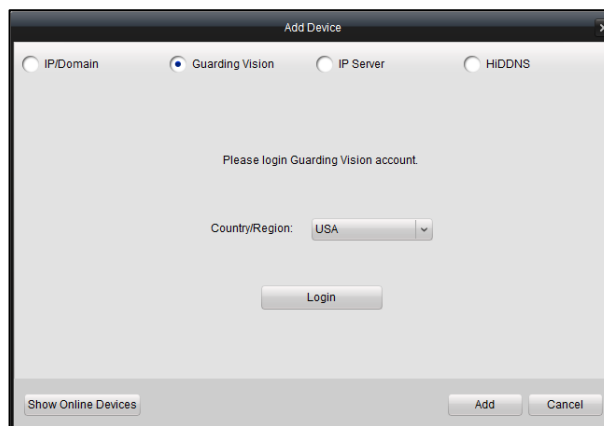 Add Device
IP/Domain Guarding Vision IP Server HiDDNS
Please login Guarding Vision account.
Country/Region: USA
Login
Show Online Devices Add Cancel